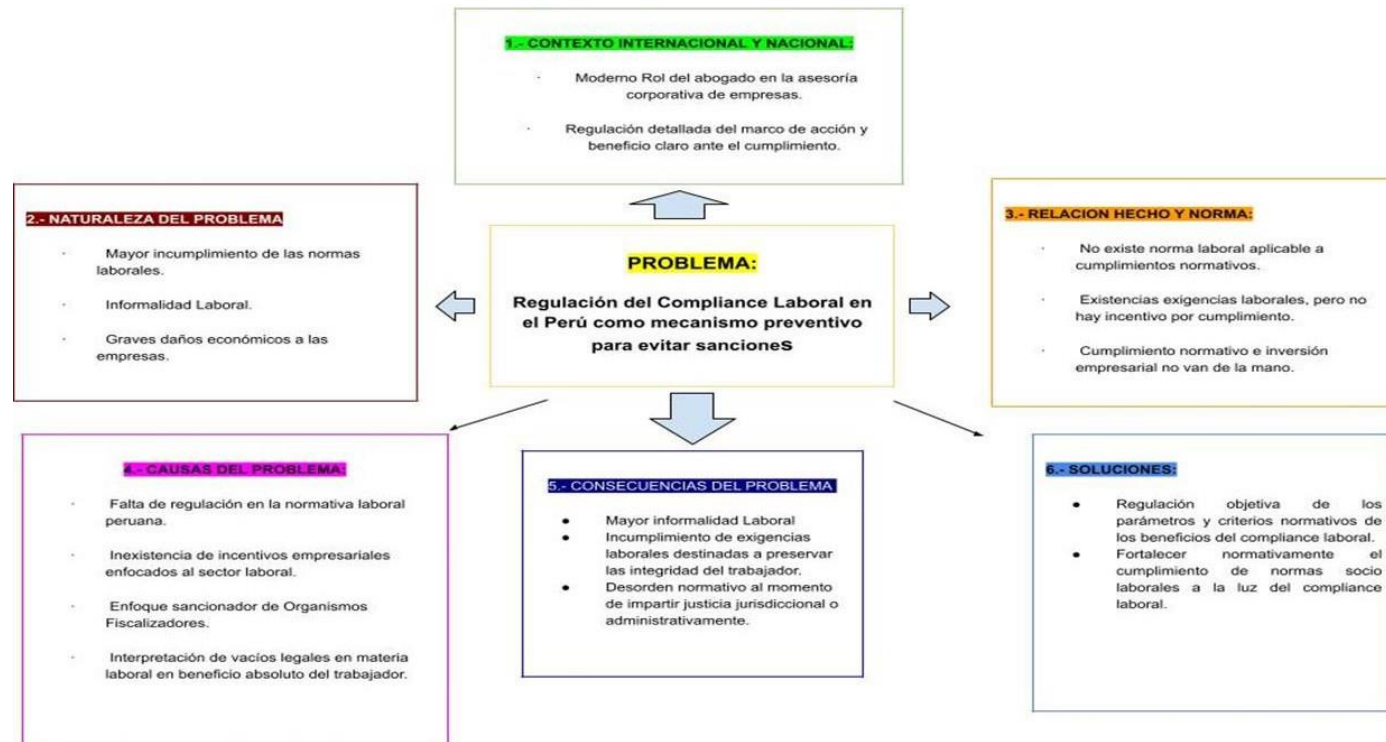 1.- CONTEXTO INTERNACIONAL Y NACIONAL:
· Moderno Rol del abogado en la asesoría
corporativa de empresas.
· Regulación detallada del marco de acción y
beneficio claro ante el cumplimiento.
2.- NATURALEZA DEL PROBLEMA
· Mayor incumplimiento de las normas
laborales.
· Informalidad Laboral.
· Graves daños económicos a las
empresas.
PROBLEMA:
Regulación del Compliance Laboral en
el Perú como mecanismo preventivo
para evitar sanciones
3.- RELACION HECHO Y NORMA:
· No existe norma laboral aplicable a
cumplimientos normativos.
· Existencias exigencias laborales, pero no
hay incentivo por cumplimiento.
· Cumplimiento normativo e inversión
empresarial no van de la mano.
4.- CAUSAS DEL PROBLEMA:
· Falta de regulación en la normativa laboral
peruana.
· Inexistencia de incentivos empresariales
enfocados al sector laboral.
· Enfoque sancionador de Organismos
Fiscalizadores.
· Interpretación de vacíos legales en materia
laboral en beneficio absoluto del trabajador.
5.- CONSECUENCIAS DEL PROBLEMA
● Mayor informalidad Laboral
● Incumplimiento de exigencias
laborales destinadas a preservar
las integridad del trabajador.
● Desorden normativo al momento
de impartir justicia jurisdiccional o
administrativamente.
6.- SOLUCIONES:
● Regulación objetiva de los
parámetros y criterios normativos de
los beneficios del compliance laboral.
● Fortalecer normativamente el
cumplimiento de normas socio
laborales a la luz del compliance
laboral.